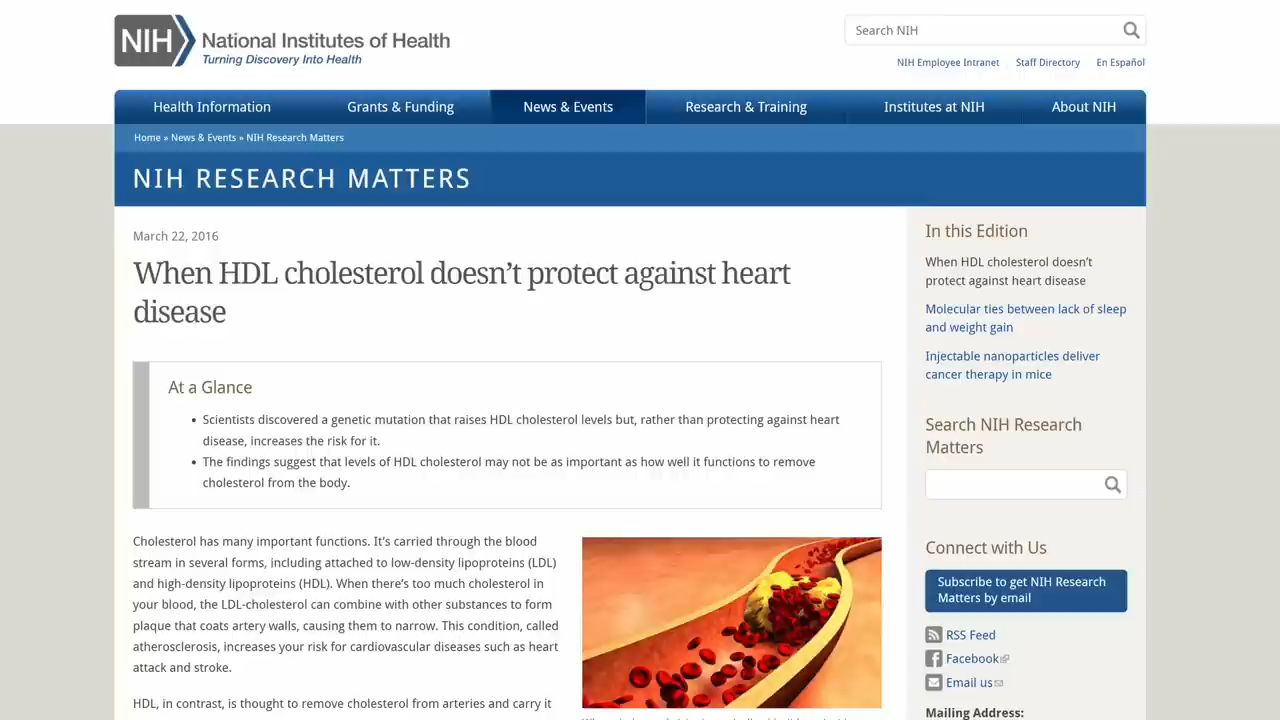 NIH National Institutes of Health
Turning Discovery Into Health
Search NIH
NIH Employee Intranet Staff Directory En Español
Health Information Grants & Funding News & Events Research & Training Institutes at NIH About NIH
Home » News & Events » NIH Research Matters
NIH RESEARCH MATTERS
March 22, 2016
When HDL cholesterol doesn’t protect against heart
disease
At a Glance
• Scientists discovered a genetic mutation that raises HDL cholesterol levels but, rather than protecting against heart
disease, increases the risk for it.
• The findings suggest that levels of HDL cholesterol may not be as important as how well it functions to remove
cholesterol from the body.
Cholesterol has many important functions. It’s carried through the blood
stream in several forms, including attached to low-density lipoproteins (LDL)
and high-density lipoproteins (HDL). When there’s too much cholesterol in
your blood, the LDL-cholesterol can combine with other substances to form
plaque that coats artery walls, causing them to narrow. This condition, called
atherosclerosis, increases your risk for cardiovascular diseases such as heart
attack and stroke.
HDL, in contrast, is thought to remove cholesterol from arteries and carry it
In this Edition
When HDL cholesterol doesn’t
protect against heart disease
Molecular ties between lack of sleep
and weight gain
Injectable nanoparticles deliver
cancer therapy in mice
Search NIH Research
Matters
Connect with Us
Subscribe to get NIH Research
Matters by email
RSS Feed
Facebook
Email us
Mailing Address: